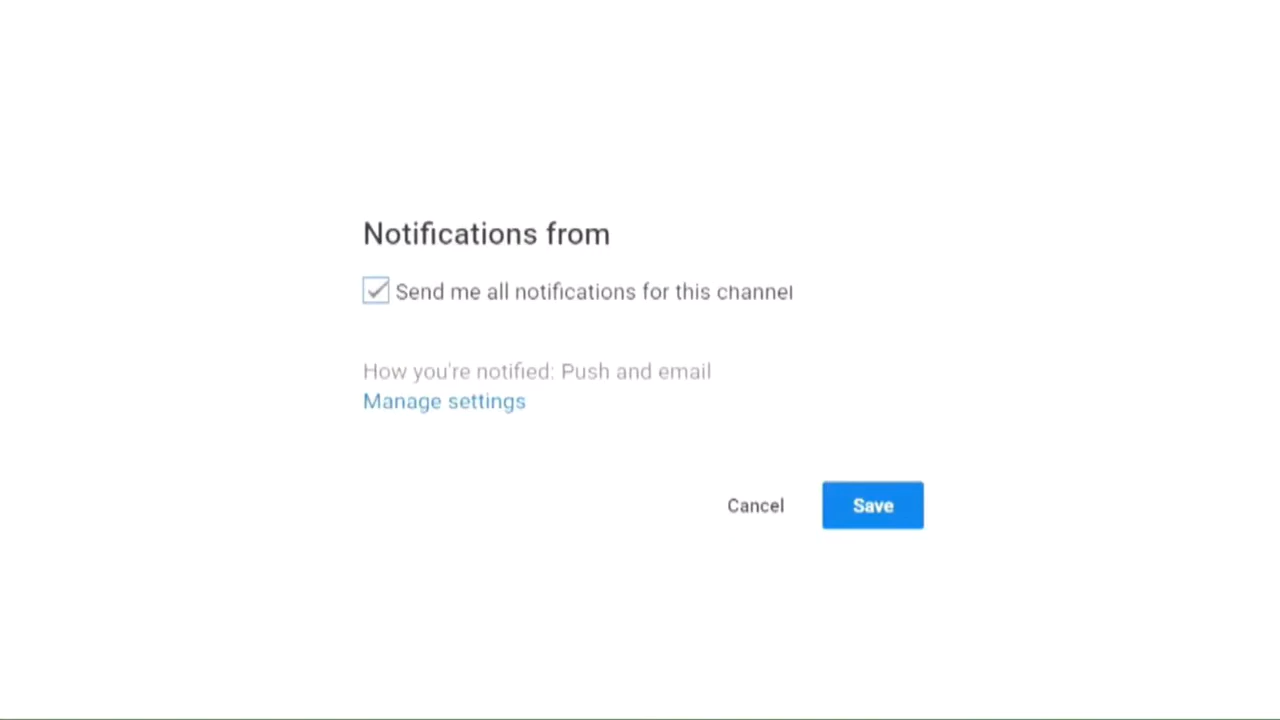 Notifications from
Send me all notifications for this channel
How you're notified: Push and email
Manage settings
Cancel
Save